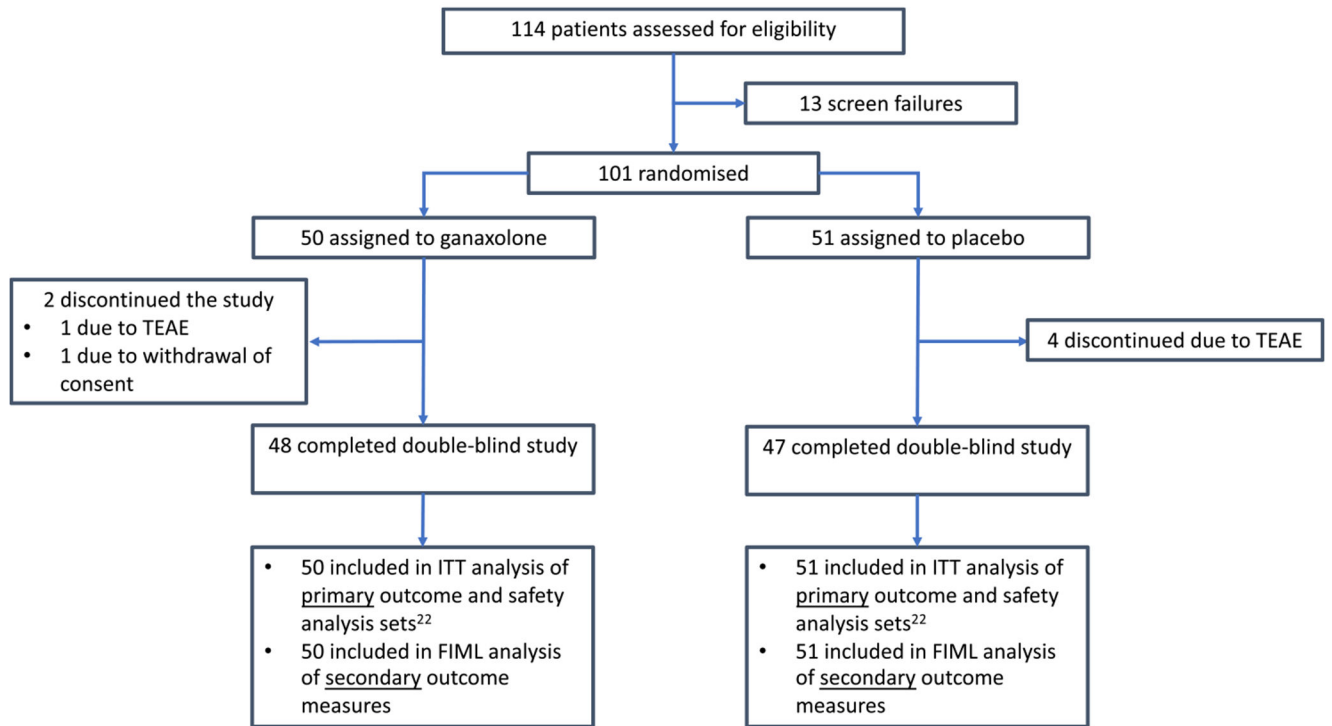 114 patients assessed for eligibility
13 screen failures
101 randomised
50 assigned to ganaxolone
51 assigned to placebo
2 discontinued the study
• 1 due to TEAE
• 1 due to withdrawal of
consent
4 discontinued due to TEAE
48 completed double-blind study
47 completed double-blind study
• 50 included in ITT analysis of
primary outcome and safety
analysis sets²²
• 50 included in FIML analysis
of secondary outcome
measures
• 51 included in ITT analysis of
primary outcome and safety
analysis sets²²
• 51 included in FIML analysis
of secondary outcome
measures